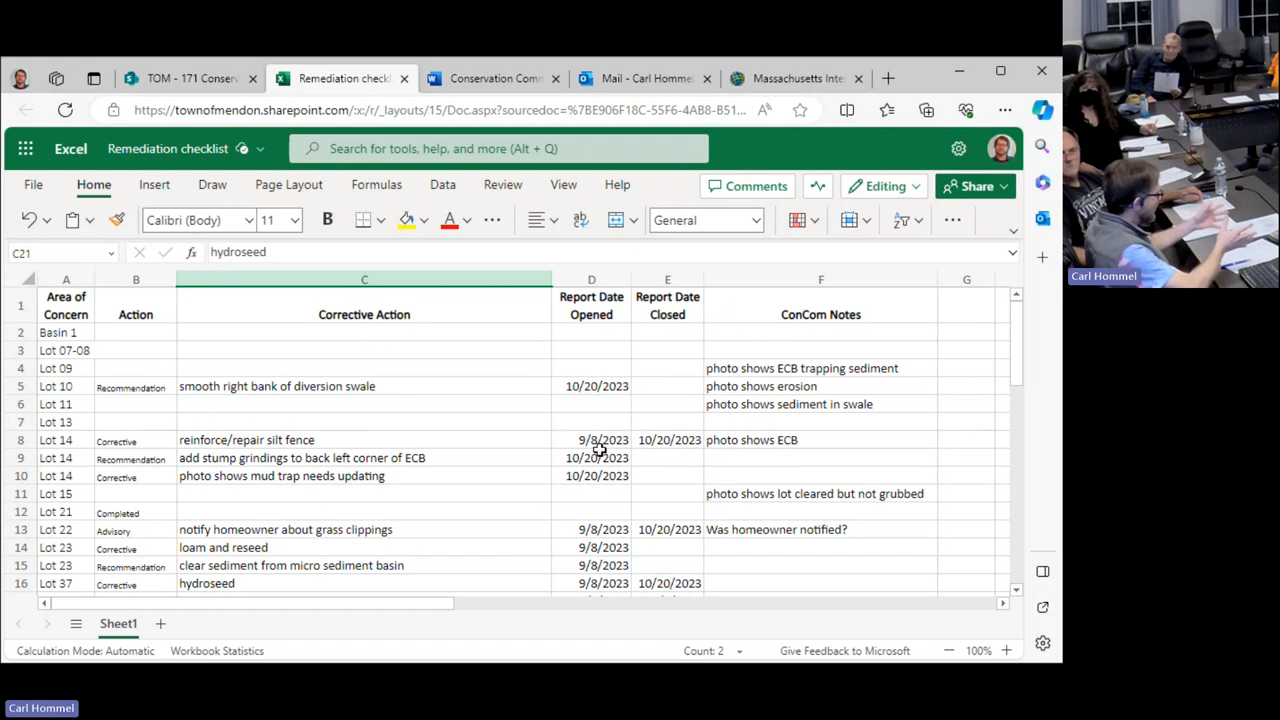 TOM - 171 Conserv
Remediation checkl
Conservation Com
Mail - Carl Homme
Massachusetts Inte
https://townofmendon.sharepoint.com/:x:/r/_layouts/15/Doc.aspx?sourcedoc=%7BE906F18C-55F6-4AB8-B51...
Excel Remediation checklist Search for tools, help, and more (Alt + Q)
File Home Insert Draw Page Layout Formulas Data Review View Help Comments Editing Share
Calibri (Body) 11 B A General
C21 fx hydroseed
A B C D E F G
1 Area of Concern Action Corrective Action Report Date Opened Report Date Closed ConCom Notes
2 Basin 1
3 Lot 07-08
4 Lot 09 photo shows ECB trapping sediment
5 Lot 10 Recommendation smooth right bank of diversion swale 10/20/2023 photo shows erosion
6 Lot 11 photo shows sediment in swale
7 Lot 13
8 Lot 14 Corrective reinforce/repair silt fence 9/8/2023 10/20/2023 photo shows ECB
9 Lot 14 Recommendation add stump grindings to back left corner of ECB 10/20/2023
10 Lot 14 Corrective photo shows mud trap needs updating 10/20/2023
11 Lot 15 photo shows lot cleared but not grubbed
12 Lot 21 Completed
13 Lot 22 Advisory notify homeowner about grass clippings 9/8/2023 10/20/2023 Was homeowner notified?
14 Lot 23 Corrective loam and reseed 9/8/2023
15 Lot 23 Recommendation clear sediment from micro sediment basin 9/8/2023
16 Lot 37 Corrective hydroseed 9/8/2023 10/20/2023
Sheet1
Calculation Mode: Automatic Workbook Statistics Count: 2 Give Feedback to Microsoft 100%
Carl Hommel
Carl Hommel